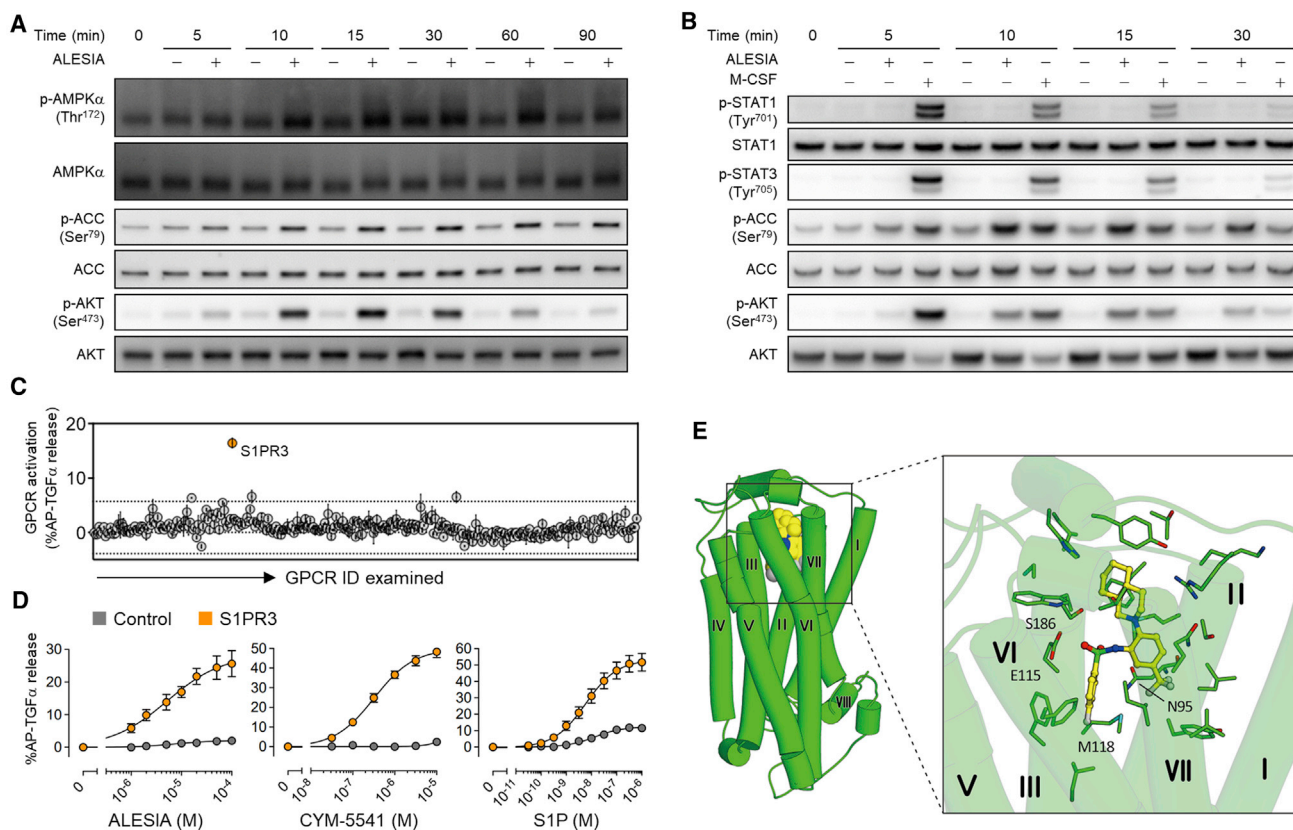 A
Time (min) 0 5 10 15 30 60 90
ALESIA − + − + − + − + − + − +
p-AMPKα
(Thr172)
AMPKα
p-ACC
(Ser79)
ACC
p-AKT
(Ser473)
AKT
B
Time (min) 0 5 10 15 30
ALESIA − − + − − + − − + − − + −
M-CSF − − − + − − + − − + − − +
p-STAT1
(Tyr701)
STAT1
p-STAT3
(Tyr705)
p-ACC
(Ser79)
ACC
p-AKT
(Ser473)
AKT
C
GPCR activation
(%AP-TGFα release)
20
10
0
S1PR3
GPCR ID examined
D
Control S1PR3
%AP-TGFα release
30
20
10
0
0 10-6 10-5 10-4
ALESIA (M)
50
40
30
20
10
0
0 10-8 10-7 10-6 10-5
CYM-5541 (M)
60
50
40
30
20
10
0
0 10-11 10-10 10-9 10-8 10-7 10-6
S1P (M)
E
I
III
VII
IV
V
II
VI
VIII
II
S186
VI
E115
N95
M118
V
III
VII
I